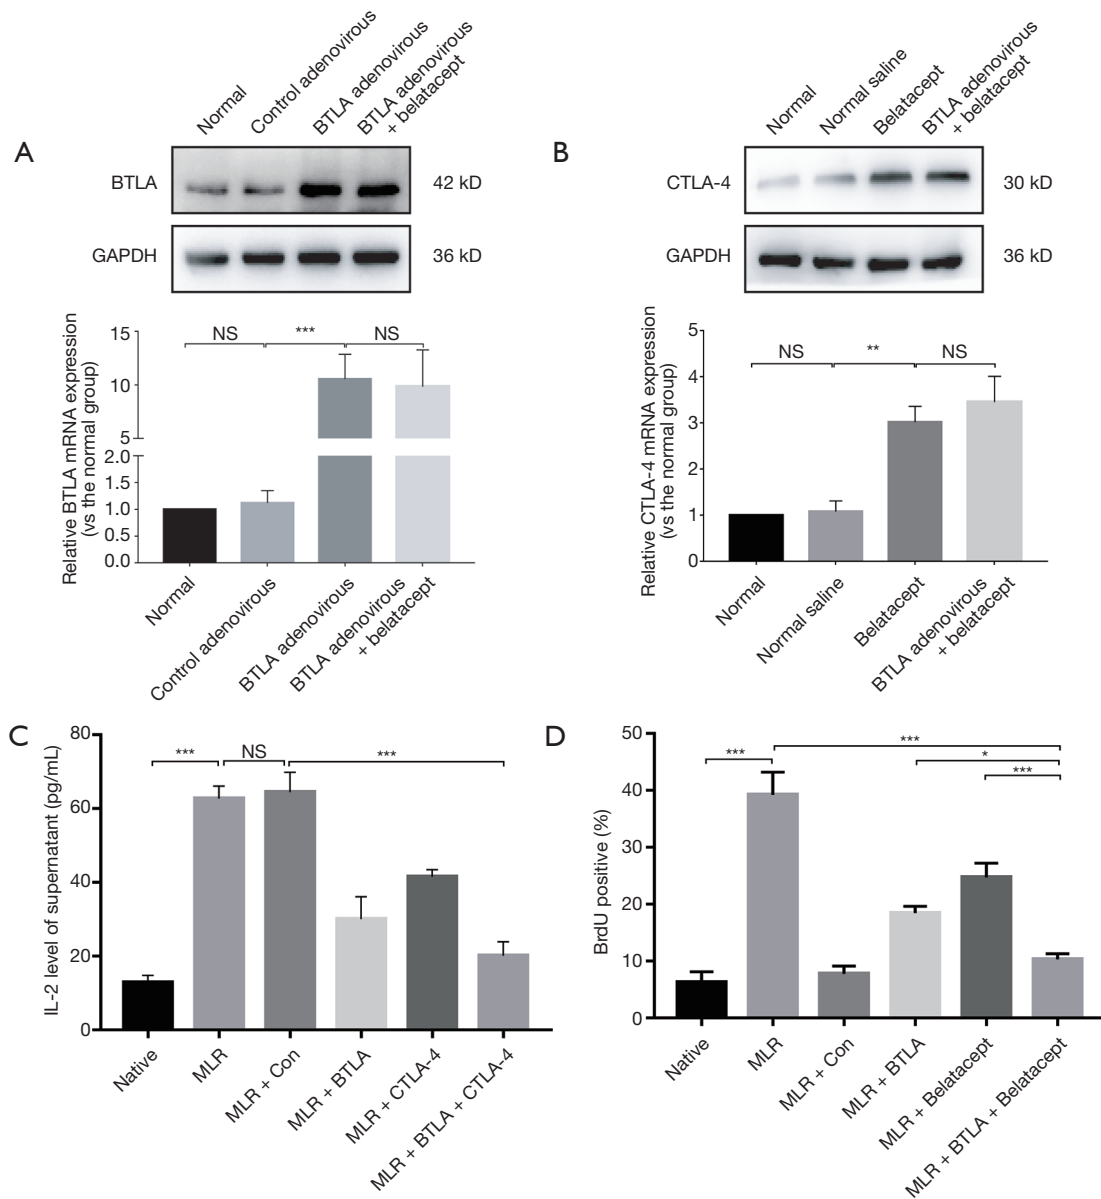 A
Normal
Control adenovirous
BTLA adenovirous
BTLA adenovirous
+ belatacept
BTLA
42 kD
GAPDH
36 kD
Relative BTLA mRNA expression
(vs the normal group)
15
10
5
2.0
1.5
1.0
0.5
0.0
NS
***
NS
Normal
Control adenovirous
BTLA adenovirous
BTLA adenovirous
+ belatacept
B
Normal
Normal saline
Belatacept
BTLA adenovirous
+ belatacept
CTLA-4
30 kD
GAPDH
36 kD
Relative CTLA-4 mRNA expression
(vs the normal group)
5
4
3
2
1
0
NS
**
NS
Normal
Normal saline
Belatacept
BTLA adenovirous
+ belatacept
C
IL-2 level of supernatant (pg/mL)
80
60
40
20
0
***
NS
***
Native
MLR
MLR + Con
MLR + BTLA
MLR + CTLA-4
MLR + BTLA + CTLA-4
D
BrdU positive (%)
50
40
30
20
10
0
***
***
*
***
Native
MLR
MLR + Con
MLR + BTLA
MLR + Belatacept
MLR + BTLA + Belatacept